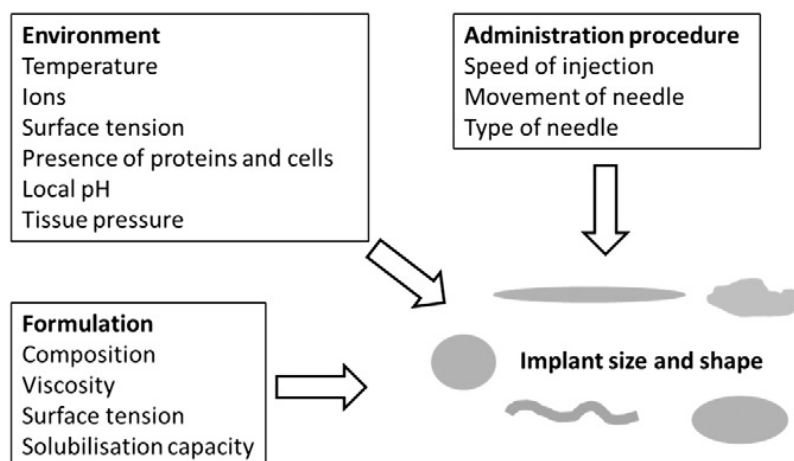 Environment
Temperature
Ions
Surface tension
Presence of proteins and cells
Local pH
Tissue pressure
Administration procedure
Speed of injection
Movement of needle
Type of needle
Formulation
Composition
Viscosity
Surface tension
Solubilisation capacity
Implant size and shape